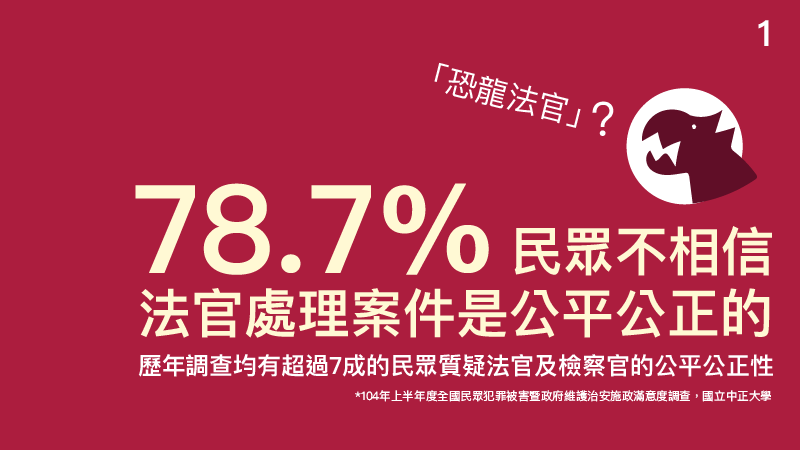 1
「恐龍法官」?
78.7% 民眾不相信
法官處理案件是公平公正的
歷年調查均有超過7成的民眾質疑法官及檢察官的公平公正性
*104年上半年度全國民眾犯罪被害暨政府維護治安施政滿意度調查，國立中正大學